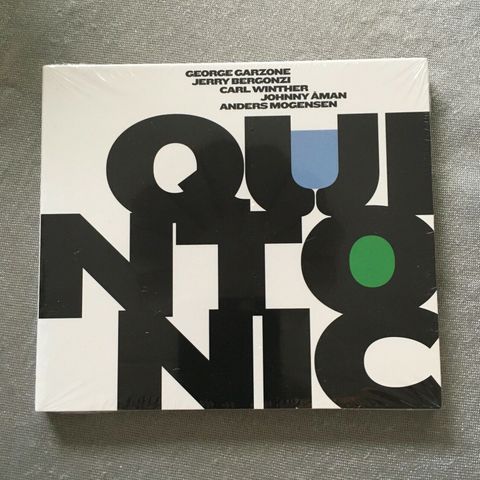 GEORGE GARZONE
JERRY BERGONZI
CARL WINTHER
JOHNNY ÅMAN
ANDERS MOGENSEN
QUI
NTO
NIC